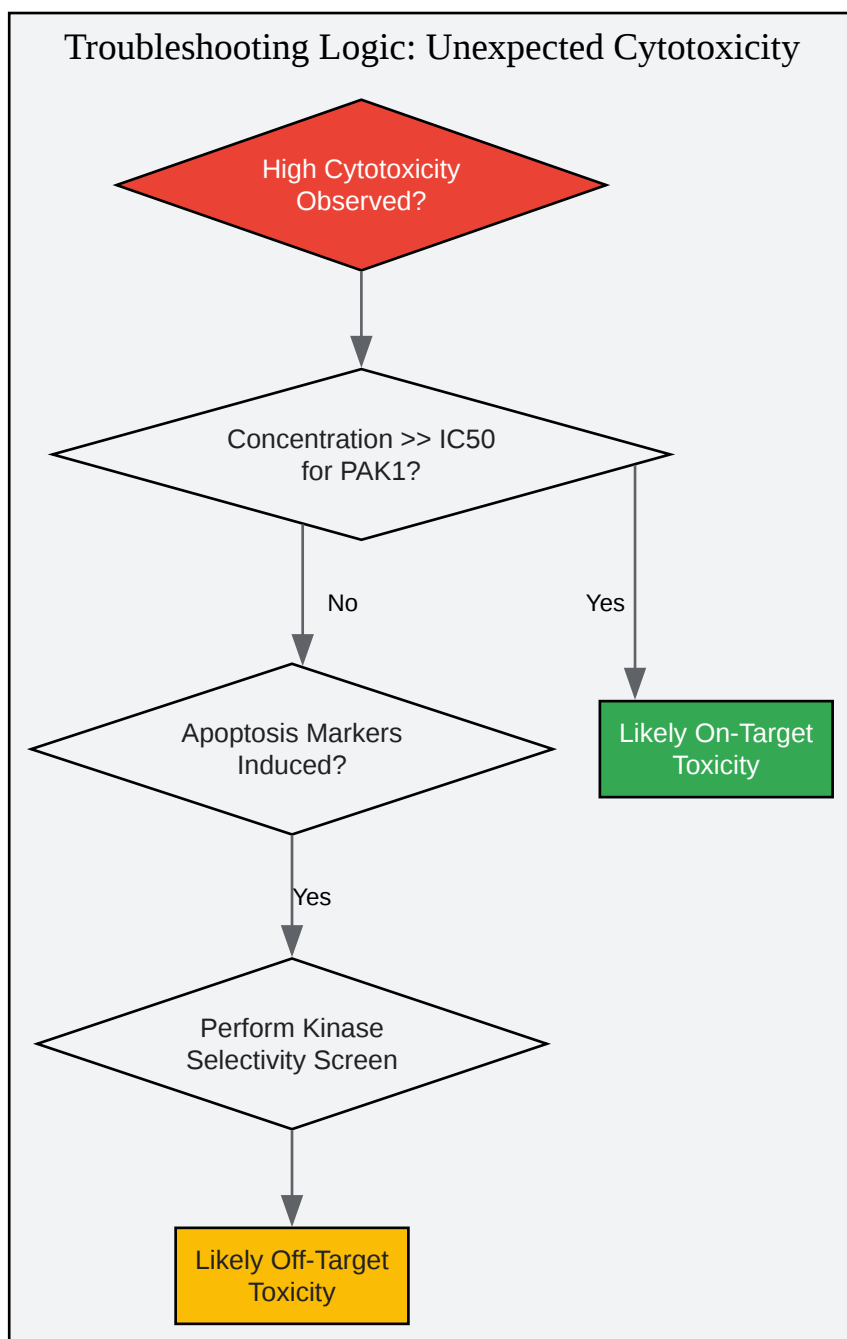 Troubleshooting Logic: Unexpected Cytotoxicity
High Cytotoxicity
Observed?
Concentration >> IC50
for PAK1?
No
Yes
Apoptosis Markers
Induced?
Likely On-Target
Toxicity
Yes
Perform Kinase
Selectivity Screen
Likely Off-Target
Toxicity